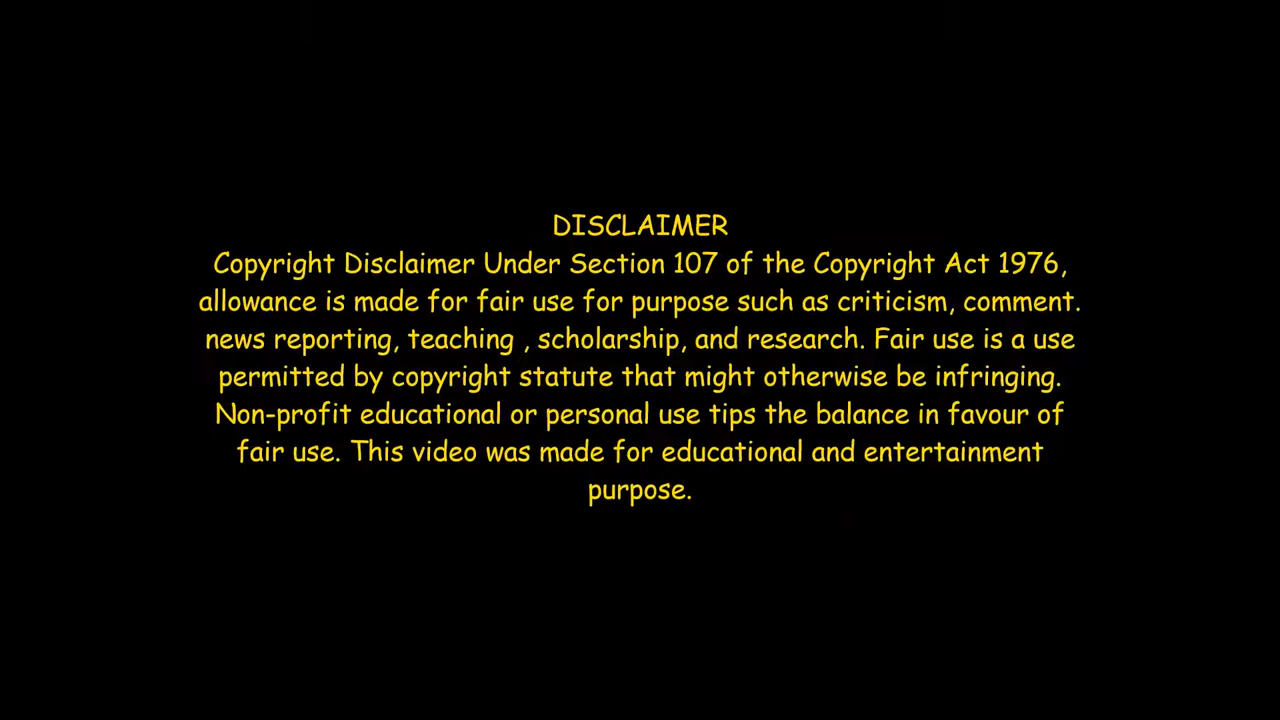 DISCLAIMER
Copyright Disclaimer Under Section 107 of the Copyright Act 1976,
allowance is made for fair use for purpose such as criticism, comment.
news reporting, teaching , scholarship, and research. Fair use is a use
permitted by copyright statute that might otherwise be infringing.
Non-profit educational or personal use tips the balance in favour of
fair use. This video was made for educational and entertainment
purpose.